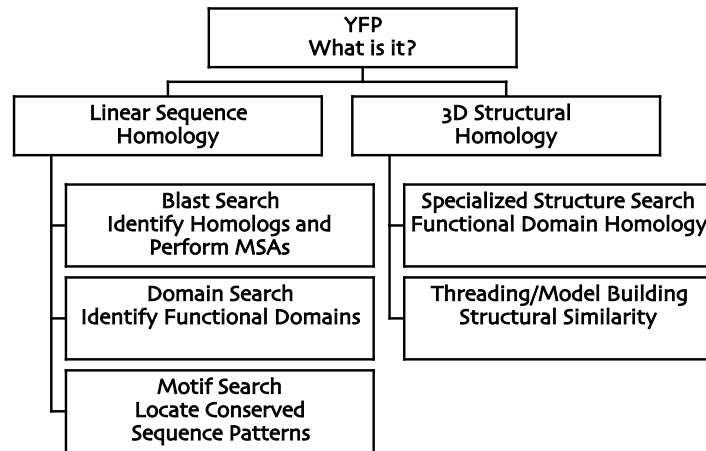 YFP
What is it?
Linear Sequence
Homology
3D Structural
Homology
Blast Search
Identify Homologs and
Perform MSAs
Specialized Structure Search
Functional Domain Homology
Domain Search
Identify Functional Domains
Threading/Model Building
Structural Similarity
Motif Search
Locate Conserved
Sequence Patterns